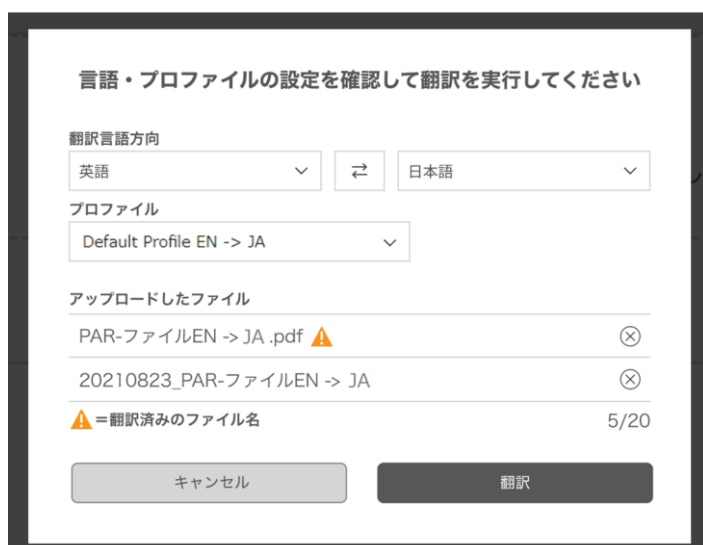 言語・プロファイルの設定を確認して翻訳を実行してください
翻訳言語方向
英語 日本語
プロファイル
Default Profile EN -> JA
アップロードしたファイル
PAR-ファイルEN -> JA .pdf
20210823_PAR-ファイルEN -> JA
=翻訳済みのファイル名 5/20
キャンセル 翻訳